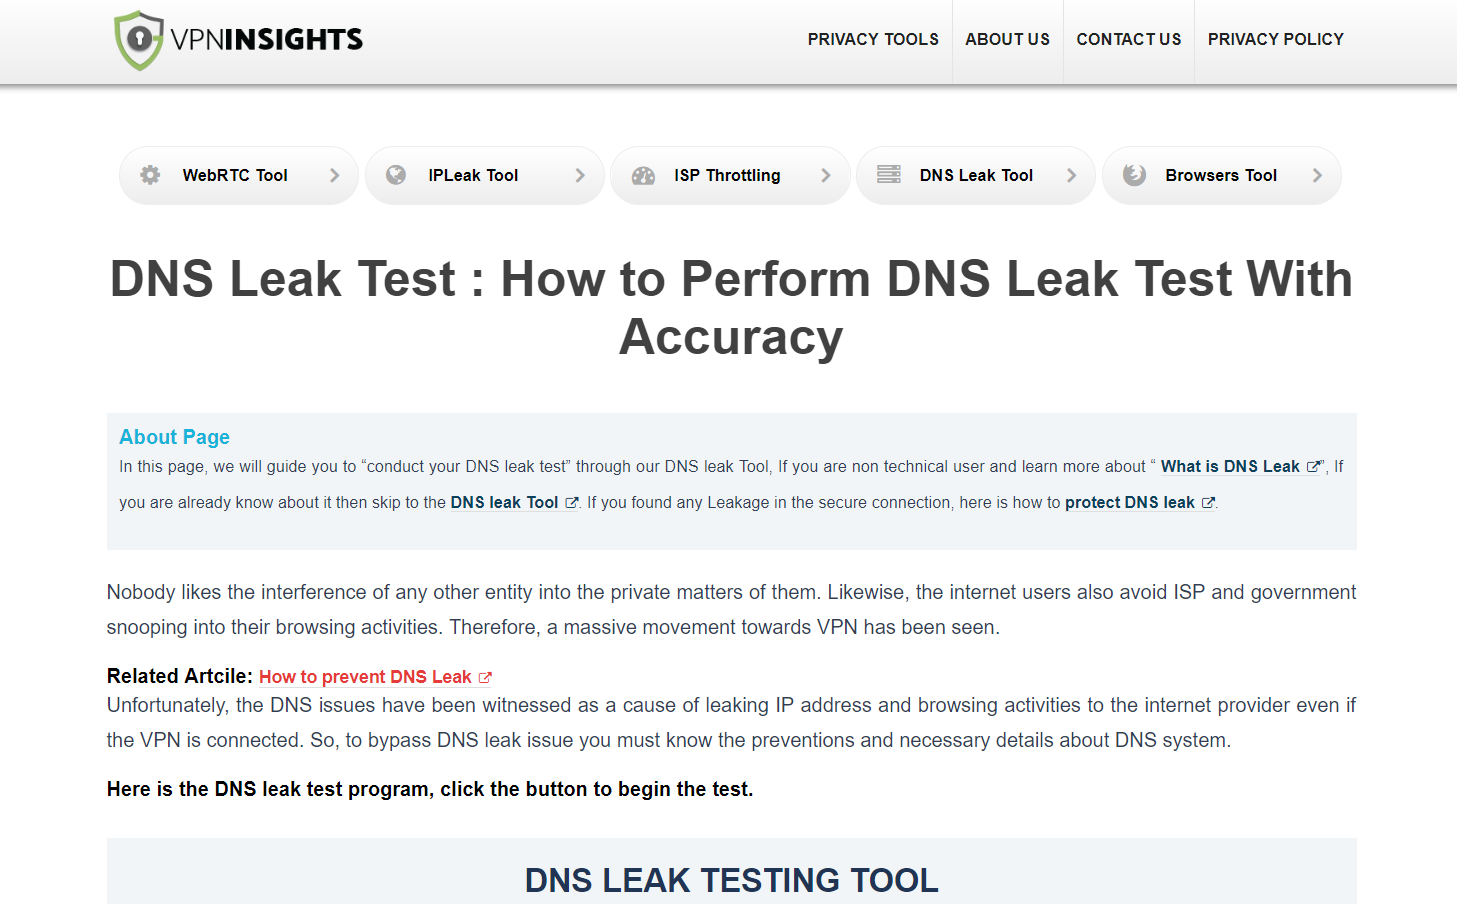 VPNINSIGHTS
PRIVACY TOOLS ABOUT US CONTACT US PRIVACY POLICY
WebRTC Tool IPLeak Tool ISP Throttling DNS Leak Tool Browsers Tool
DNS Leak Test : How to Perform DNS Leak Test With
Accuracy
About Page
In this page, we will guide you to “conduct your DNS leak test” through our DNS leak Tool, If you are non technical user and learn more about “ What is DNS Leak ”, If
you are already know about it then skip to the DNS leak Tool . If you found any Leakage in the secure connection, here is how to protect DNS leak .
Nobody likes the interference of any other entity into the private matters of them. Likewise, the internet users also avoid ISP and government
snooping into their browsing activities. Therefore, a massive movement towards VPN has been seen.
Related Artcile: How to prevent DNS Leak
Unfortunately, the DNS issues have been witnessed as a cause of leaking IP address and browsing activities to the internet provider even if
the VPN is connected. So, to bypass DNS leak issue you must know the preventions and necessary details about DNS system.
Here is the DNS leak test program, click the button to begin the test.
DNS LEAK TESTING TOOL